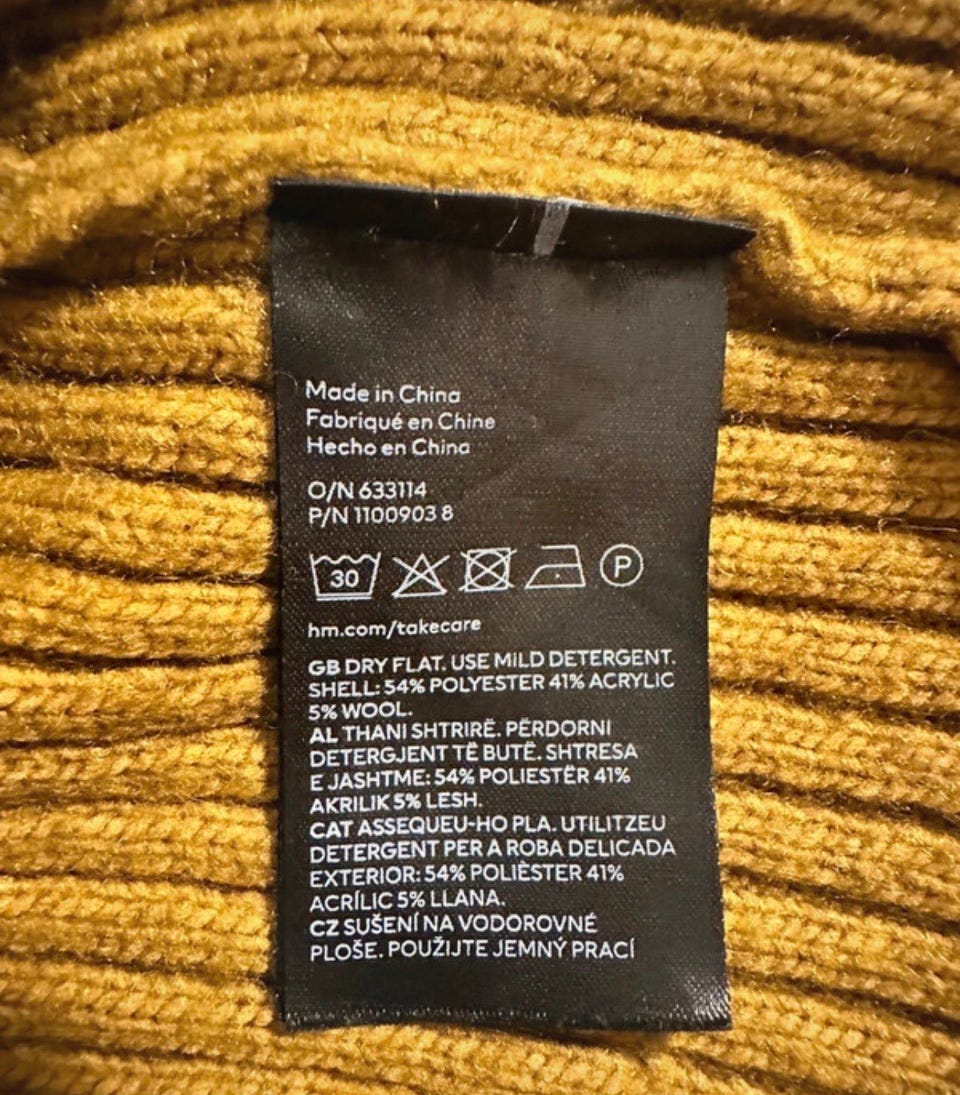 Made in China
Fabriqué en Chine
Hecho en China
O/N 633114
P/N 1100903 8
30 P
hm.com/takecare
GB DRY FLAT. USE MILD DETERGENT.
SHELL: 54% POLYESTER 41% ACRYLIC
5% WOOL.
AL THANI SHTRIRË. PËRDORNI
DETERGJENT TË BUTË. SHTRESA
E JASHTME: 54% POLIESTËR 41%
AKRILIK 5% LESH.
CAT ASSEQUEU-HO PLA. UTILITZEU
DETERGENT PER A ROBA DELICADA
EXTERIOR: 54% POLIÈSTER 41%
ACRÍLIC 5% LLANA.
CZ SUŠENÍ NA VODOROVNÉ
PLOŠE. POUŽIJTE JEMNÝ PRACÍ